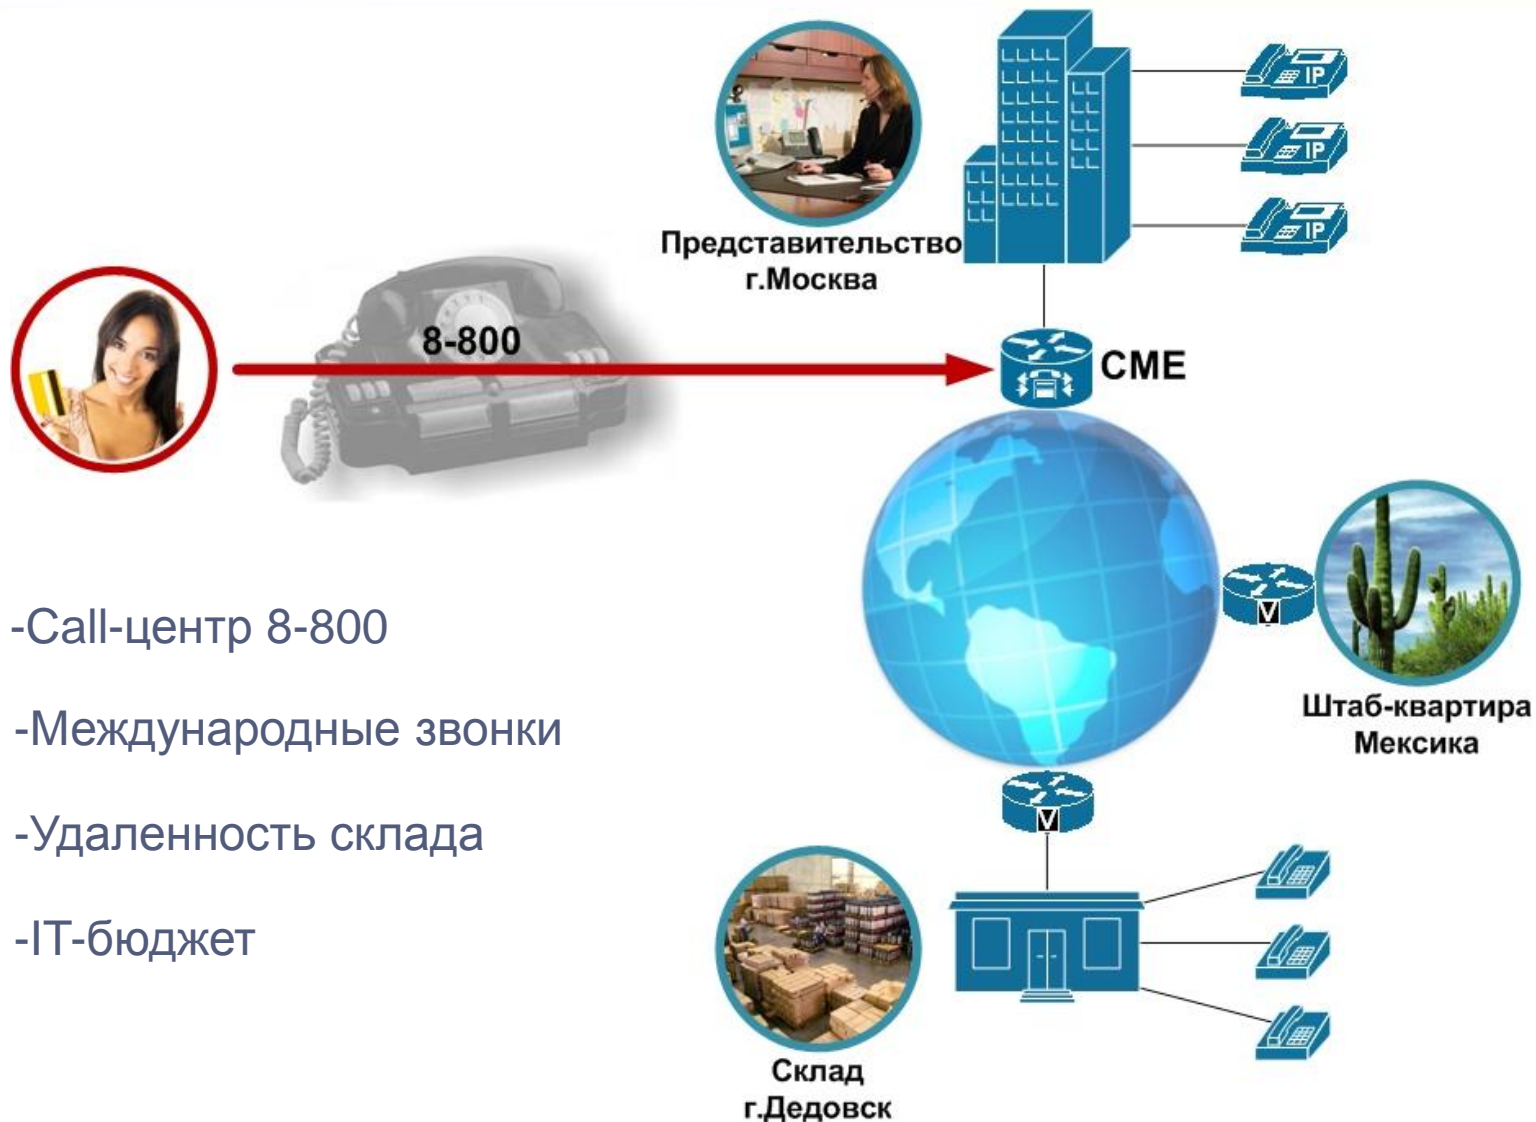 IP
IP
IP
Представительство
г.Москва
8-800
CME
V
Штаб-квартира
Мексика
-Call-центр 8-800
-Международные звонки
-Удаленность склада
-IT-бюджет
V
Склад
г.Дедовск